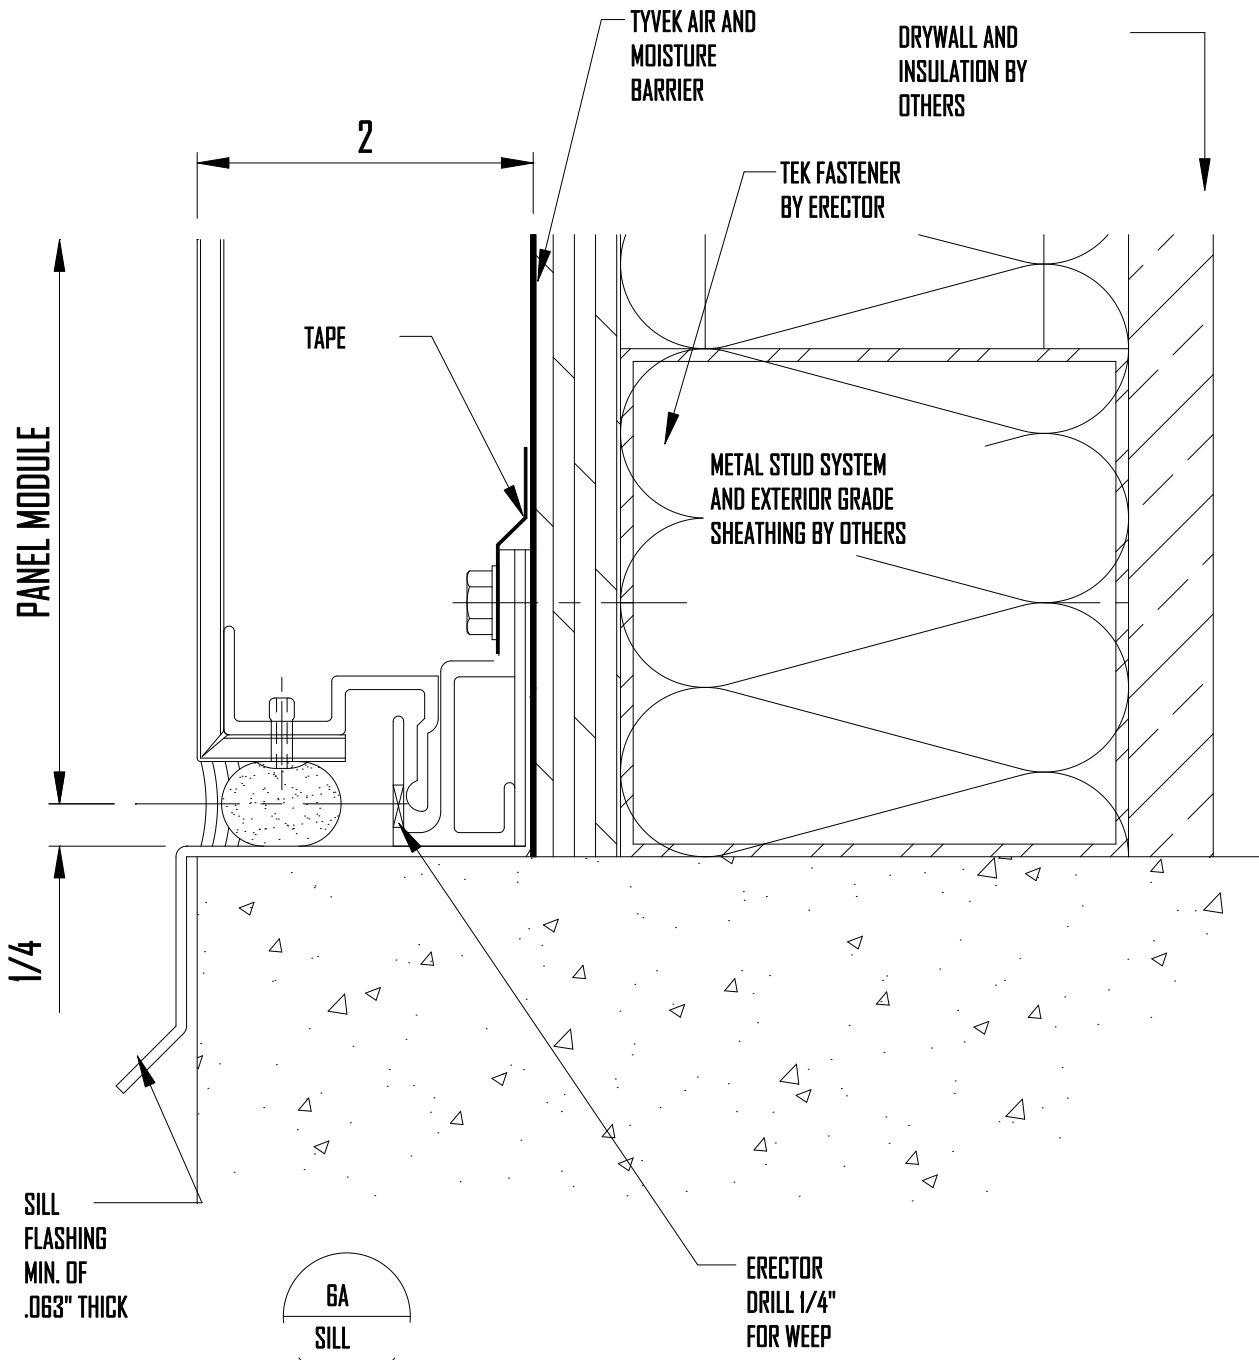 TYVEK AIR AND
MOISTURE
BARRIER
DRYWALL AND
INSULATION BY
OTHERS
2
TEK FASTENER
BY ERECTOR
TAPE
PANEL MODULE
METAL STUD SYSTEM
AND EXTERIOR GRADE
SHEATHING BY OTHERS
1/4
SILL
FLASHING
MIN. OF
.063" THICK
6A
SILL
ERECTOR
DRILL 1/4"
FOR WEEP